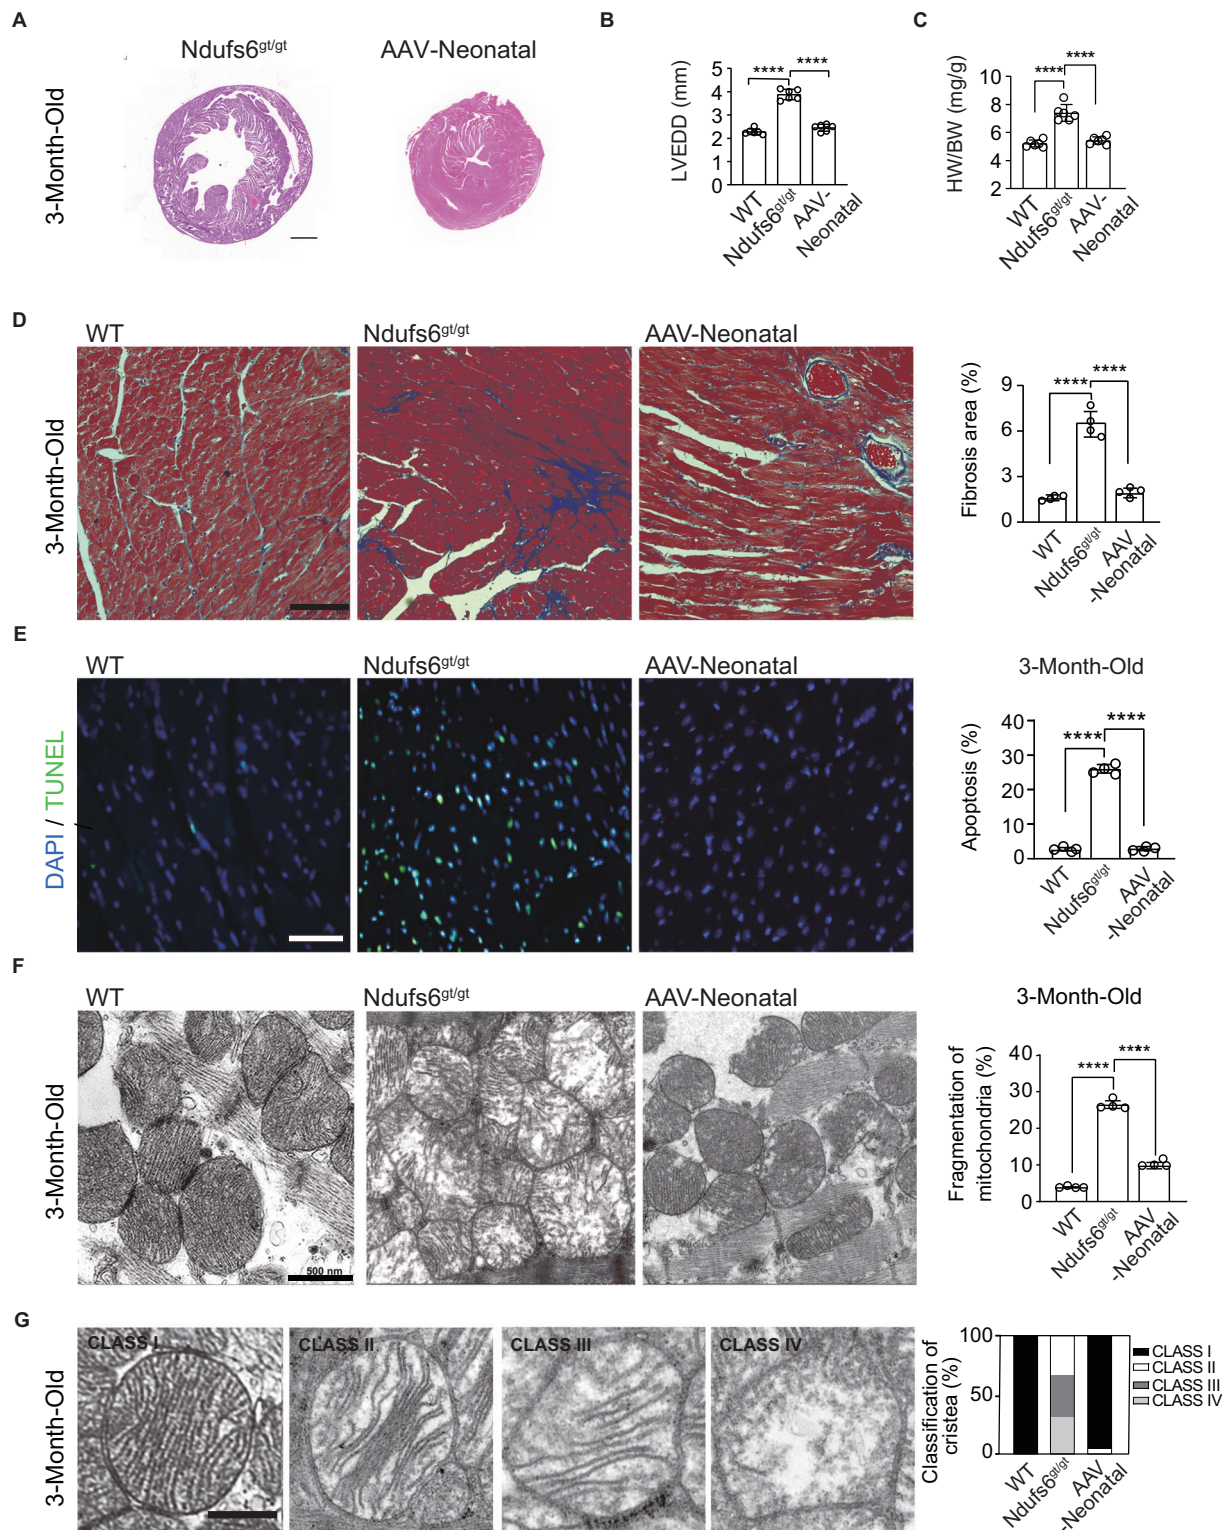 A
Ndufs6gt/gt
AAV-Neonatal
3-Month-Old
B
LVEDD (mm)
5
4
3
2
1
0
****
****
WT
Ndufs6gt/gt
AAV-
Neonatal
C
HW/BW (mg/g)
10
8
6
4
2
****
****
WT
Ndufs6gt/gt
AAV-
Neonatal
D
WT
Ndufs6gt/gt
AAV-Neonatal
3-Month-Old
Fibrosis area (%)
9
6
3
0
****
****
WT
Ndufs6gt/gt
AAV
-Neonatal
E
WT
Ndufs6gt/gt
AAV-Neonatal
DAPI / TUNEL
3-Month-Old
Apoptosis (%)
40
30
20
10
0
****
****
WT
Ndufs6gt/gt
AAV
-Neonatal
F
WT
Ndufs6gt/gt
AAV-Neonatal
3-Month-Old
500 nm
3-Month-Old
Fragmentation of
mitochondria (%)
40
30
20
10
0
****
****
WT
Ndufs6gt/gt
AAV
-Neonatal
G
3-Month-Old
CLASS I
CLASS II
CLASS III
CLASS IV
Classification of
cristea (%)
100
50
0
WT
Ndufs6gt/gt
AAV
-Neonatal
CLASS I
CLASS II
CLASS III
CLASS IV